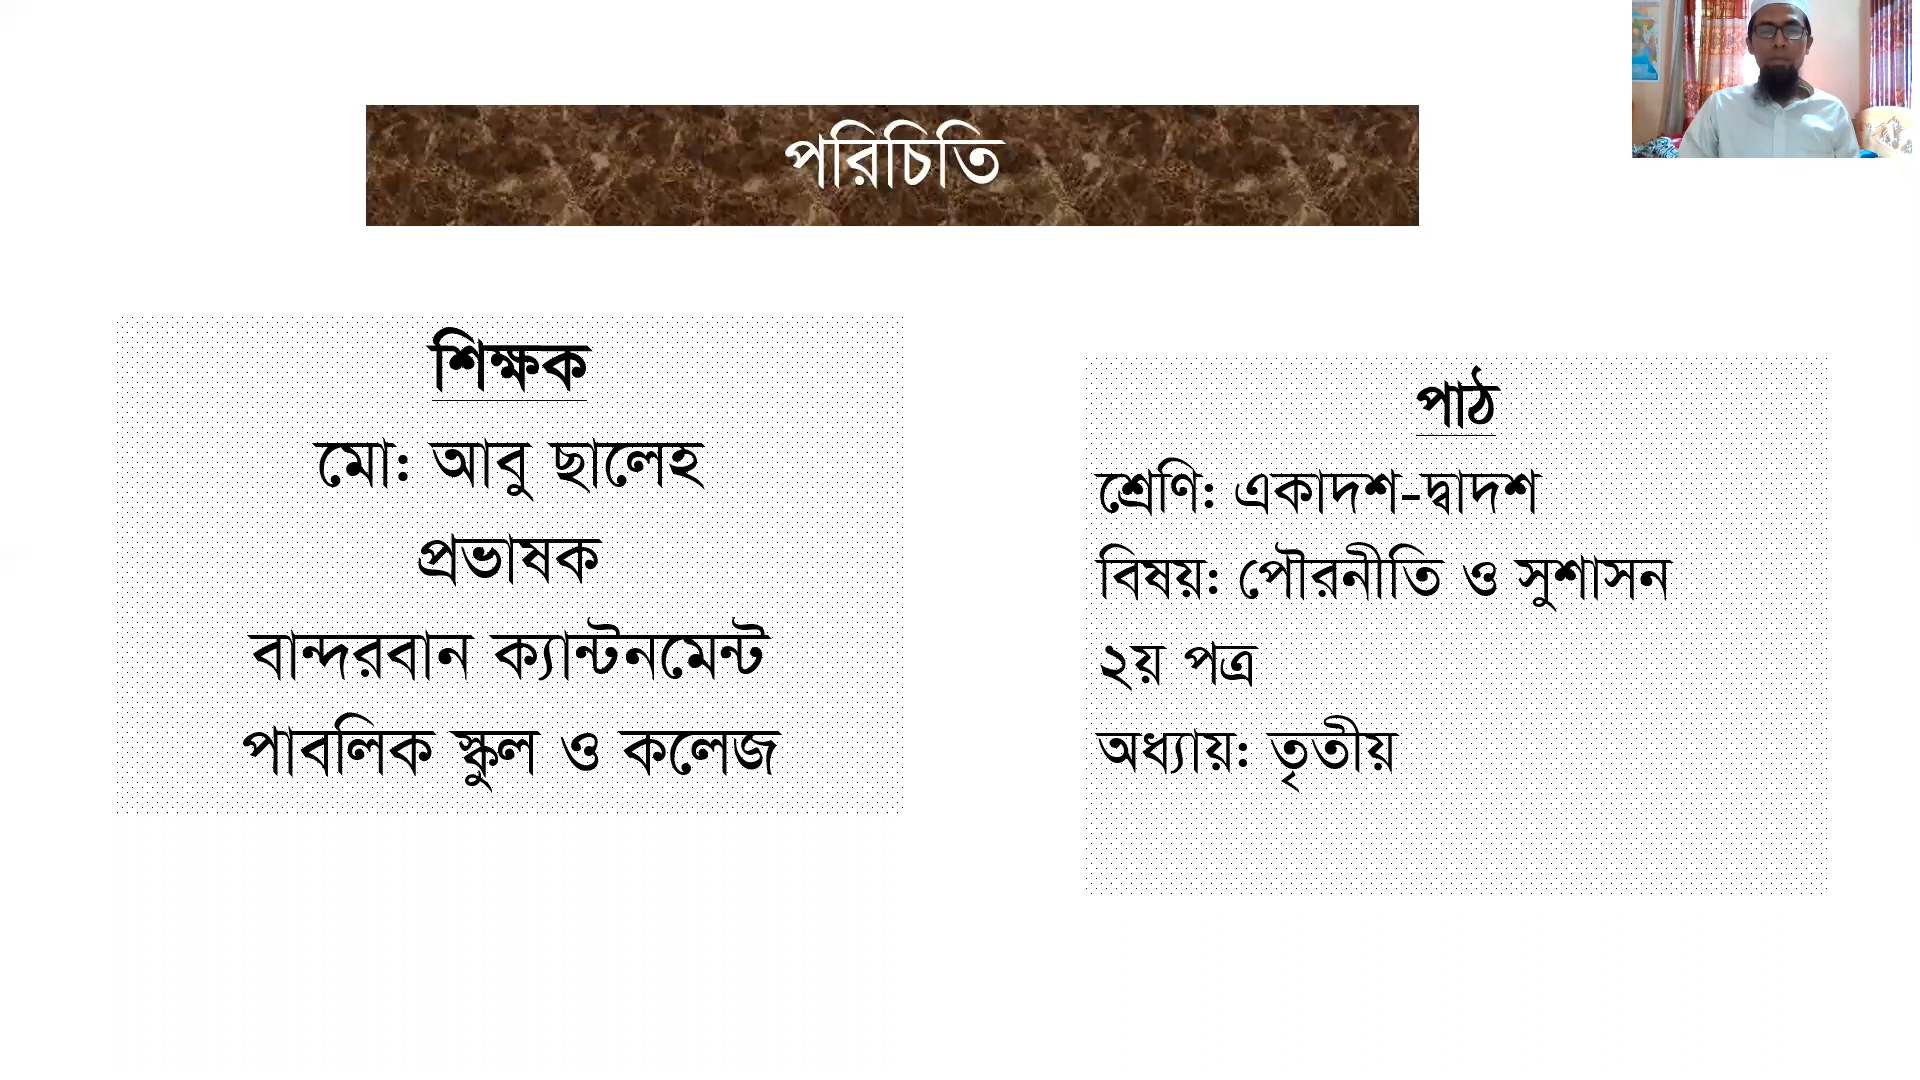 পরিচিতি
শিক্ষক
মো: আবু ছালেহ
প্রভাষক
বান্দরবান ক্যান্টনমেন্ট
পাবলিক স্কুল ও কলেজ
পাঠ
শ্রেণি: একাদশ-দ্বাদশ
বিষয়: পৌরনীতি ও সুশাসন
২য় পত্র
অধ্যায়: তৃতীয়